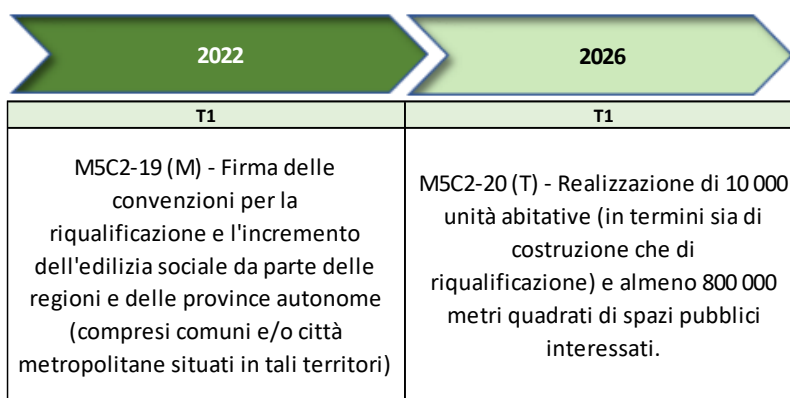 2022
2026
T1
T1
M5C2-19 (M) - Firma delle
convenzioni per la
riqualificazione e l'incremento
dell'edilizia sociale da parte delle
regioni e delle province autonome
(compresi comuni e/o città
metropolitane situati in tali territori)
M5C2-20 (T) - Realizzazione di 10 000
unità abitative (in termini sia di
costruzione che di
riqualificazione) e almeno 800 000
metri quadrati di spazi pubblici
interessati.